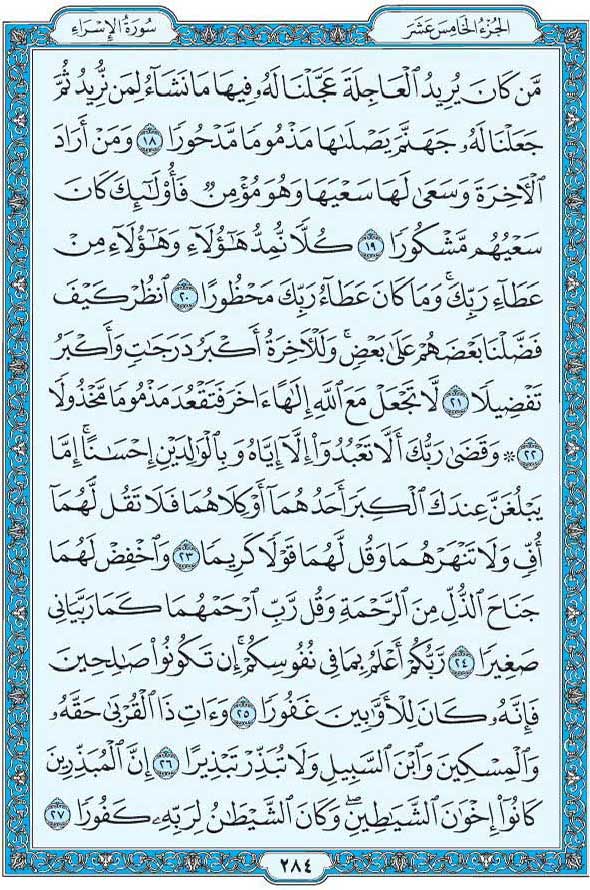 الجزء الخامس عشر
سورة الإسراء
مَّن كَانَ يُرِيدُ ٱلْعَاجِلَةَ عَجَّلْنَا لَهُۥ فِيهَا مَا نَشَآءُ لِمَن نُّرِيدُ ثُمَّ
جَعَلْنَا لَهُۥ جَهَنَّمَ يَصْلَىٰهَا مَذْمُومًا مَّدْحُورًا ١٨ وَمَنْ أَرَادَ
ٱلْأَخِرَةَ وَسَعَىٰ لَهَا سَعْيَهَا وَهُوَ مُؤْمِنٌ فَأُو۟لَٰٓئِكَ كَانَ
سَعْيُهُم مَّشْكُورًا ١٩ كُلًّا نُّمِدُّ هَٰٓؤُلَآءِ وَهَٰٓؤُلَآءِ مِنْ
عَطَآءِ رَبِّكَ ۚ وَمَا كَانَ عَطَآءُ رَبِّكَ مَحْظُورًا ٢٠ ٱنظُرْ كَيْفَ
فَضَّلْنَا بَعْضَهُمْ عَلَىٰ بَعْضٍ ۚ وَلَلْأَخِرَةُ أَكْبَرُ دَرَجَٰتٍ وَأَكْبَرُ
تَفْضِيلًا ٢١ لَّا تَجْعَلْ مَعَ ٱللَّهِ إِلَٰهًا ءَاخَرَ فَتَقْعُدَ مَذْمُومًا مَّخْذُولًا
٢٢ ۞ وَقَضَىٰ رَبُّكَ أَلَّا تَعْبُدُوٓا۟ إِلَّآ إِيَّاهُ وَبِٱلْوَٰلِدَيْنِ إِحْسَٰنًا ۚ إِمَّا
يَبْلُغَنَّ عِندَكَ ٱلْكِبَرَ أَحَدُهُمَآ أَوْ كِلَاهُمَا فَلَا تَقُل لَّهُمَآ
أُفٍّ وَلَا تَنْهَرْهُمَا وَقُل لَّهُمَا قَوْلًا كَرِيمًا ٢٣ وَٱخْفِضْ لَهُمَا
جَنَاحَ ٱلذُّلِّ مِنَ ٱلرَّحْمَةِ وَقُل رَّبِّ ٱرْحَمْهُمَا كَمَا رَبَّيَانِى
صَغِيرًا ٢٤ رَّبُّكُمْ أَعْلَمُ بِمَا فِى نُفُوسِكُمْ ۚ إِن تَكُونُوا۟ صَٰلِحِينَ
فَإِنَّهُۥ كَانَ لِلْأَوَّٰبِينَ غَفُورًا ٢٥ وَءَاتِ ذَا ٱلْقُرْبَىٰ حَقَّهُۥ
وَٱلْمِسْكِينَ وَٱبْنَ ٱلسَّبِيلِ وَلَا تُبَذِّرْ تَبْذِيرًا ٢٦ إِنَّ ٱلْمُبَذِّرِينَ
كَانُوٓا۟ إِخْوَٰنَ ٱلشَّيَٰطِينِ ۖ وَكَانَ ٱلشَّيْطَٰنُ لِرَبِّهِۦ كَفُورًا ٢٧
٢٨٤